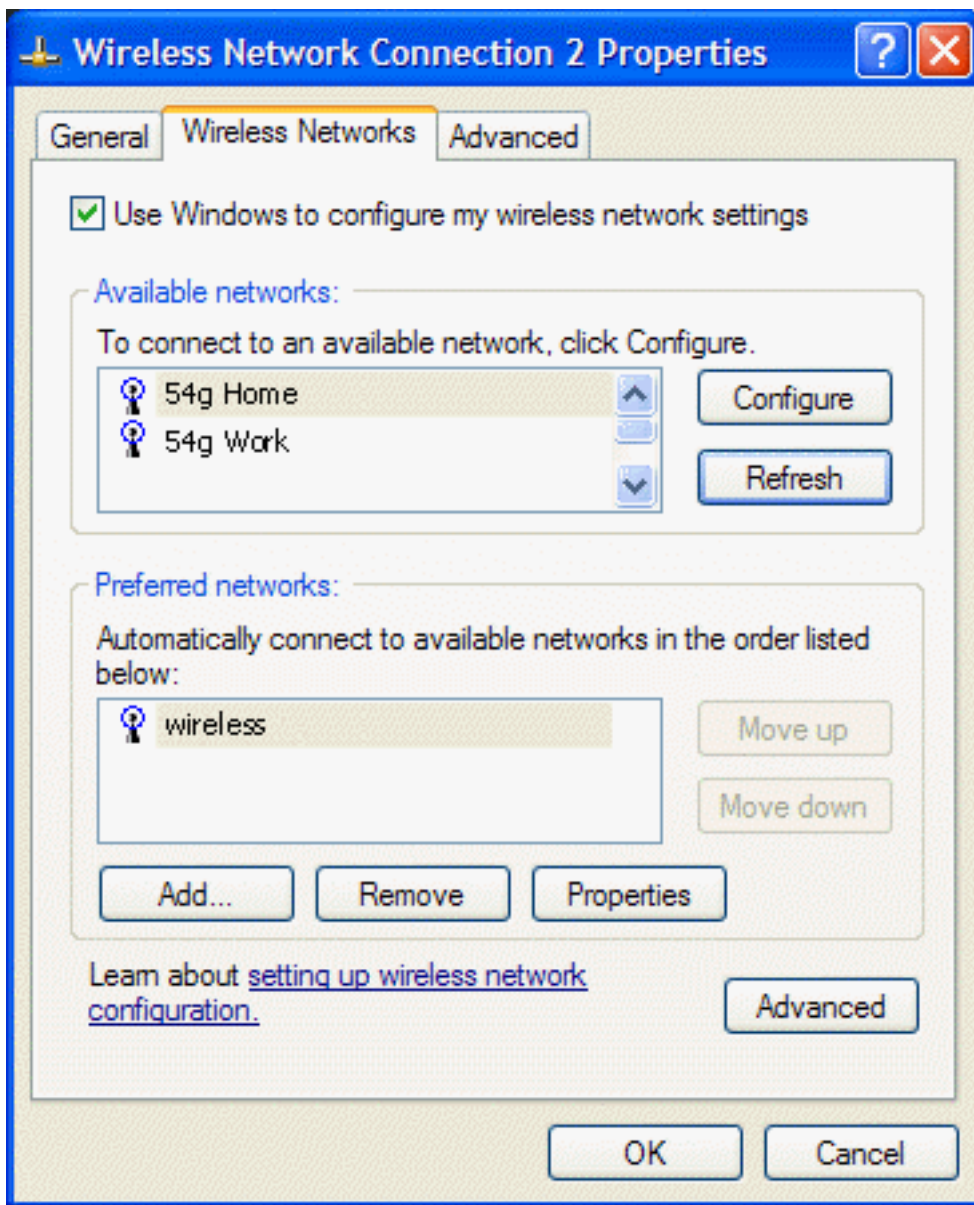 Wireless Network Connection 2 Properties
General Wireless Networks Advanced
Use Windows to configure my wireless network settings
Available networks:
To connect to an available network, click Configure.
54g Home
Configure
54g Work
Refresh
Preferred networks:
Automatically connect to available networks in the order listed
below:
wireless
Move up
Move down
Add... Remove Properties
Learn about setting up wireless network
configuration.
Advanced
OK Cancel